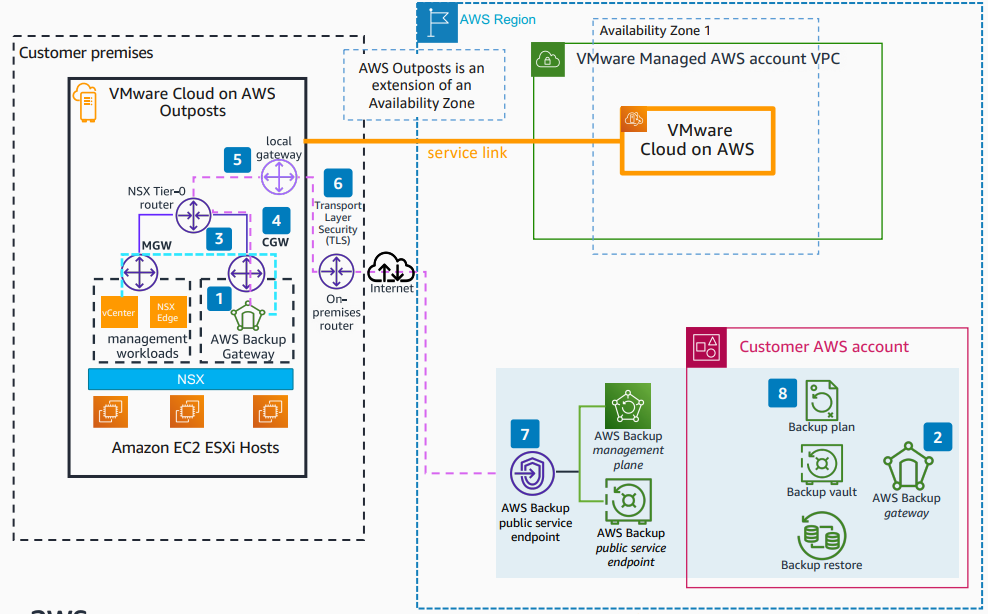 AWS Region
Availability Zone 1
Customer premises
AWS Outposts is an
extension of an
Availability Zone
VMware Managed AWS account VPC
VMware Cloud on AWS
Outposts
VMware
Cloud on AWS
service link
local
gateway
5
6
NSX Tier-0
router
Transport
Layer
Security
(TLS)
4
3
MGW
CGW
Internet
1
vCenter
NSX
Edge
On-
premises
router
management
workloads
AWS Backup
Gateway
NSX
Amazon EC2 ESXi Hosts
Customer AWS account
8
Backup plan
7
AWS Backup
management
plane
2
Backup vault
AWS Backup
gateway
AWS Backup
public service
endpoint
AWS Backup
public service
endpoint
Backup restore
aws